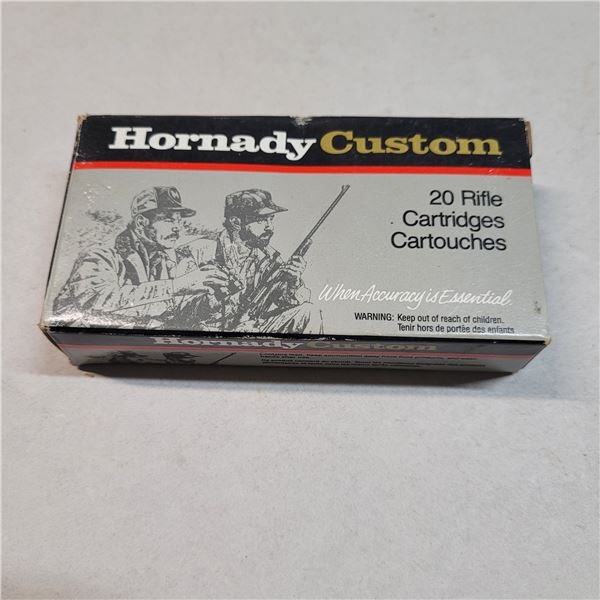 Hornady Custom
20 Rifle
Cartridges
Cartouches
When Accuracy is Essential.
WARNING: Keep out of reach of children.
Tenir hors de portée des enfants
Hornady Custom